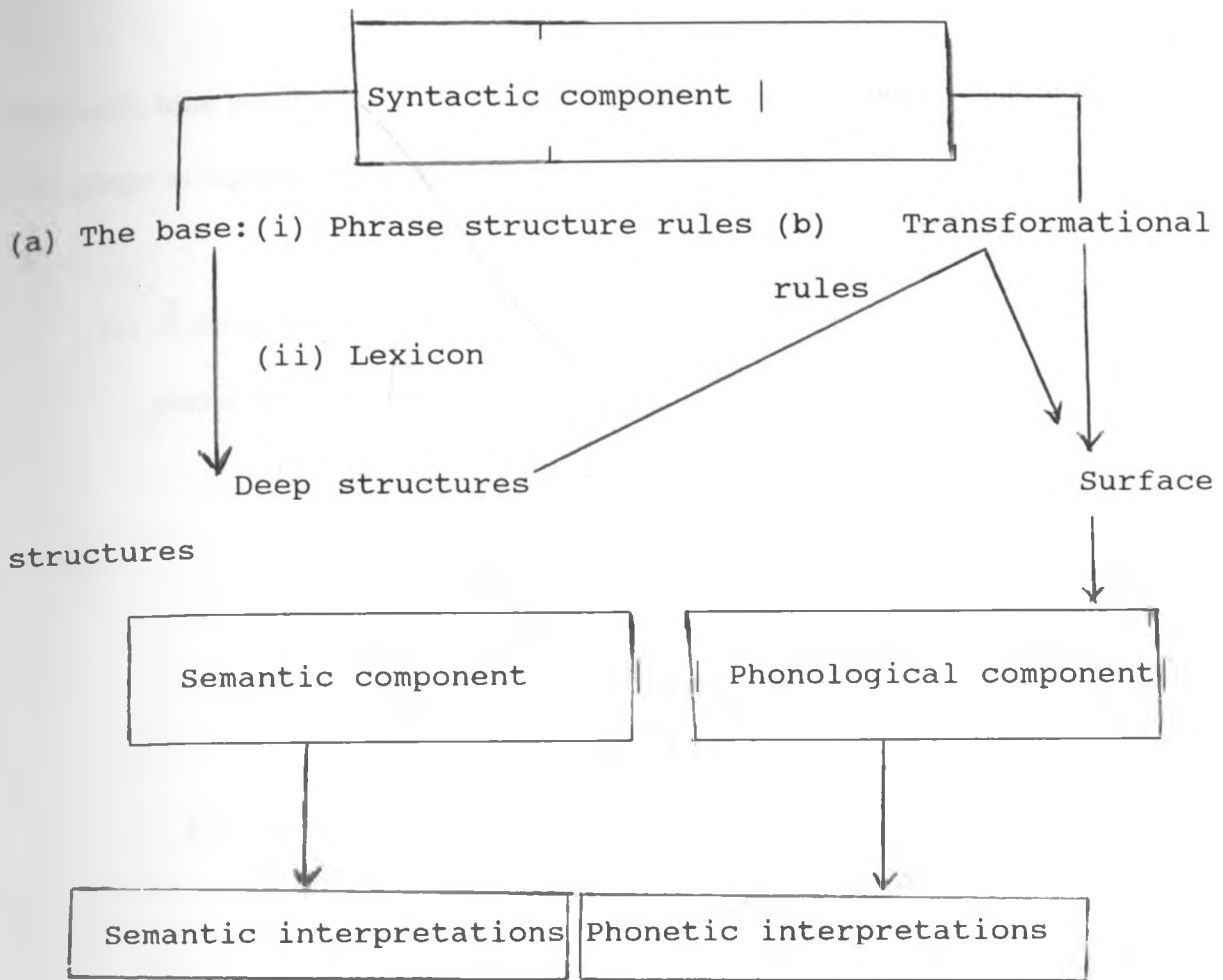 Syntactic component
(a) The base: (i) Phrase structure rules (b) Transformational
rules
(ii) Lexicon
Deep structures Surface
structures
Semantic component Phonological component
Semantic interpretations Phonetic interpretations